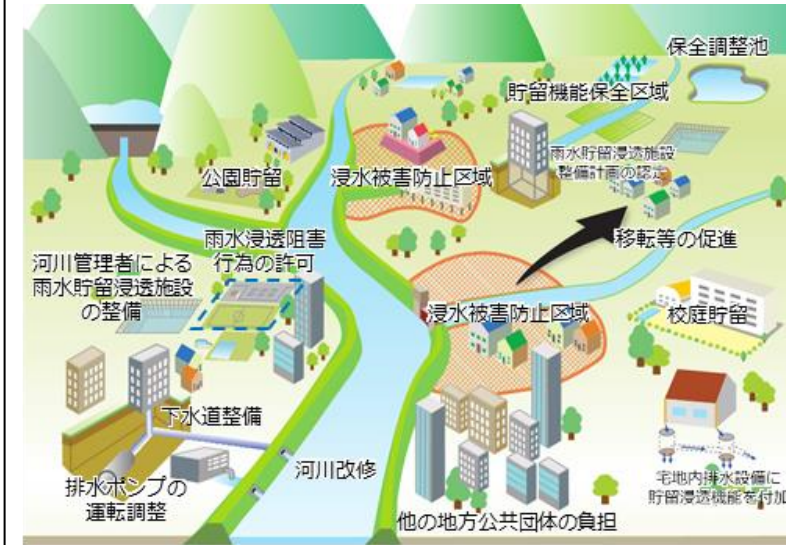 保全調整池
貯留機能保全区域
公園貯留
浸水被害防止区域
雨水貯留浸透施設
整備計画の認定
移転等の促進
雨水浸透阻害
行為の許可
河川管理者による
雨水貯留浸透施設
の整備
浸水被害防止区域
校庭貯留
下水道整備
河川改修
排水ポンプの
運転調整
他の地方公共団体の負担
宅地内排水設備に
貯留浸透機能を付加